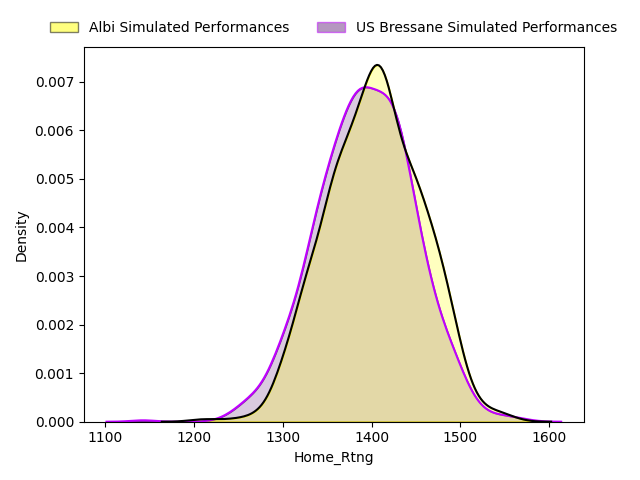 Albi Simulated Performances US Bressane Simulated Performances
0.007
0.006
0.005
0.004
0.003
0.002
0.001
0.000
Density
1100 1200 1300 1400 1500 1600
Home_Rtng